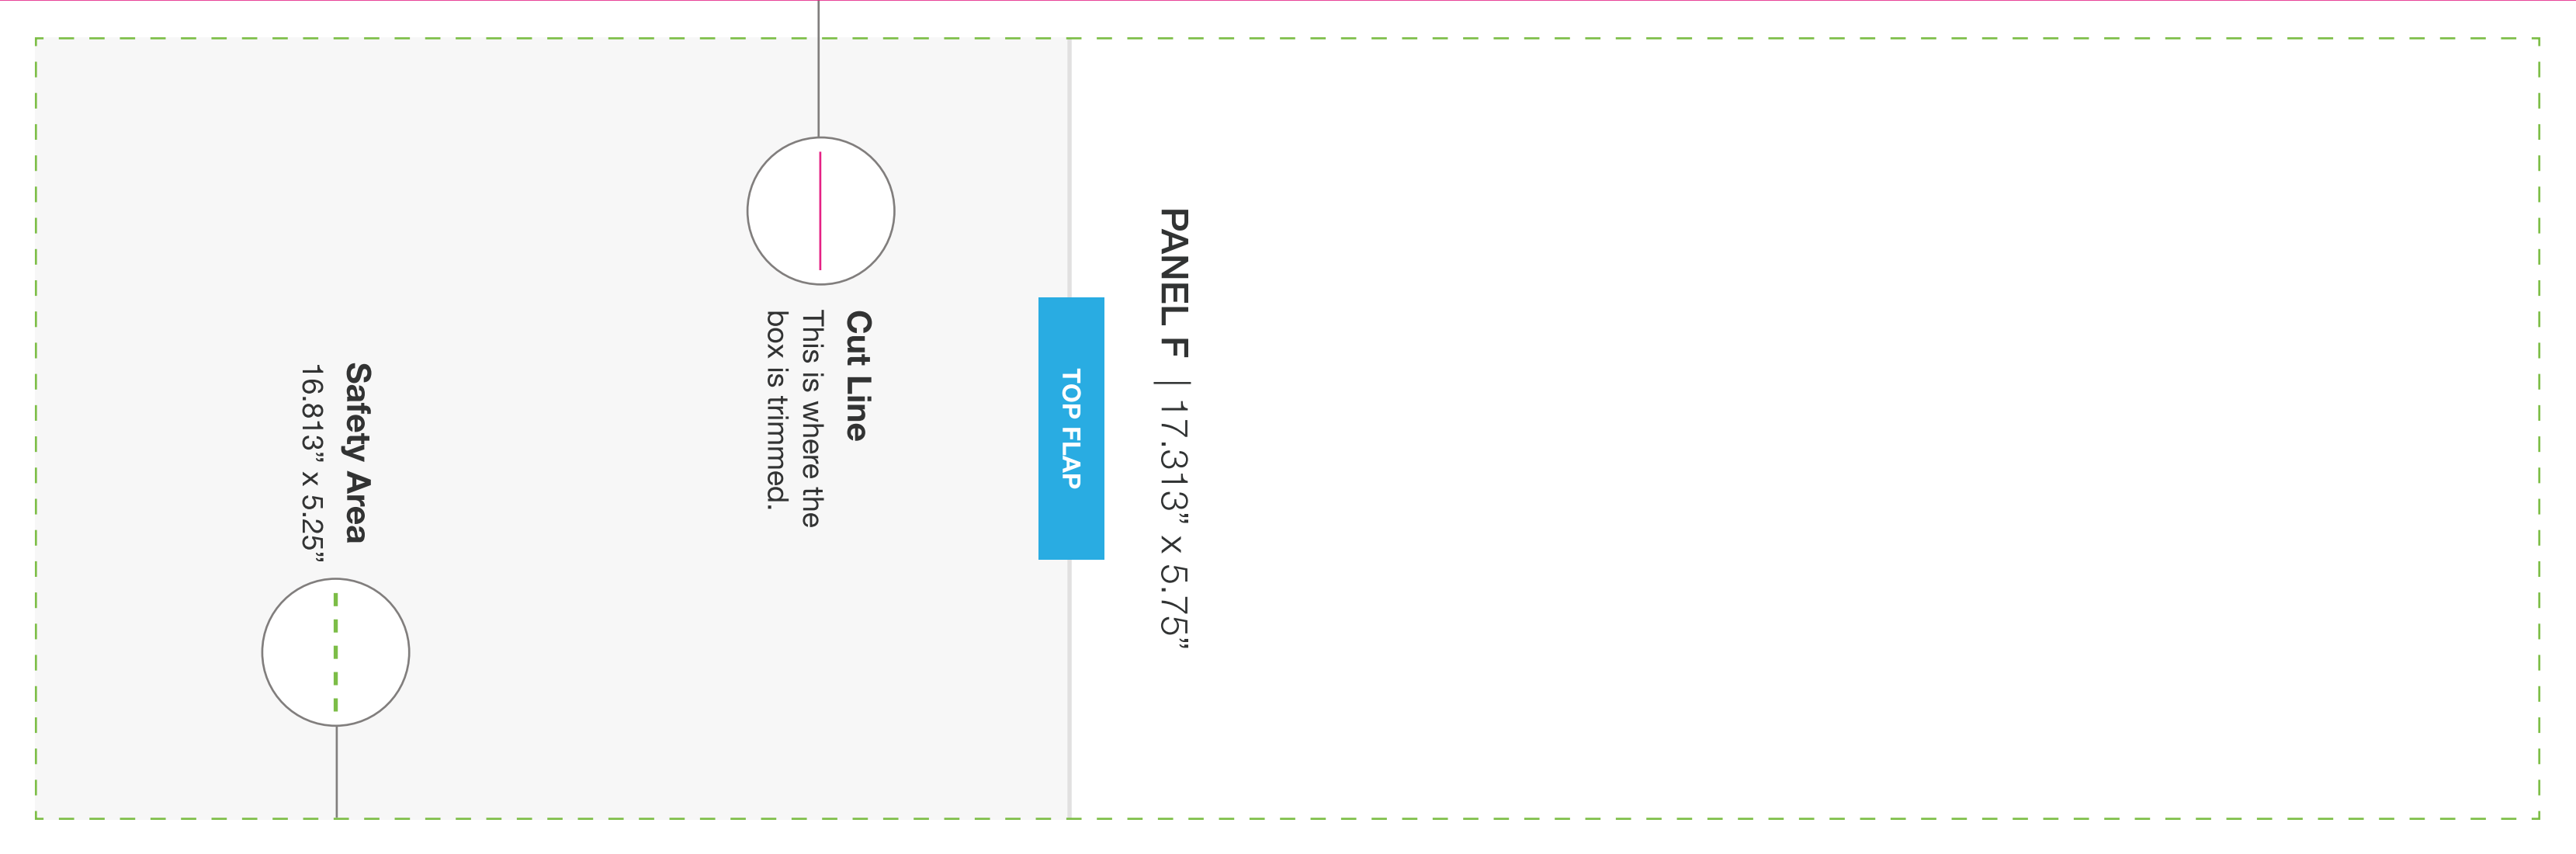 PANEL F | 17.313” x 5.75”
TOP FLAP
Cut Line
This is where the
box is trimmed.
Safety Area
16.813” x 5.25”